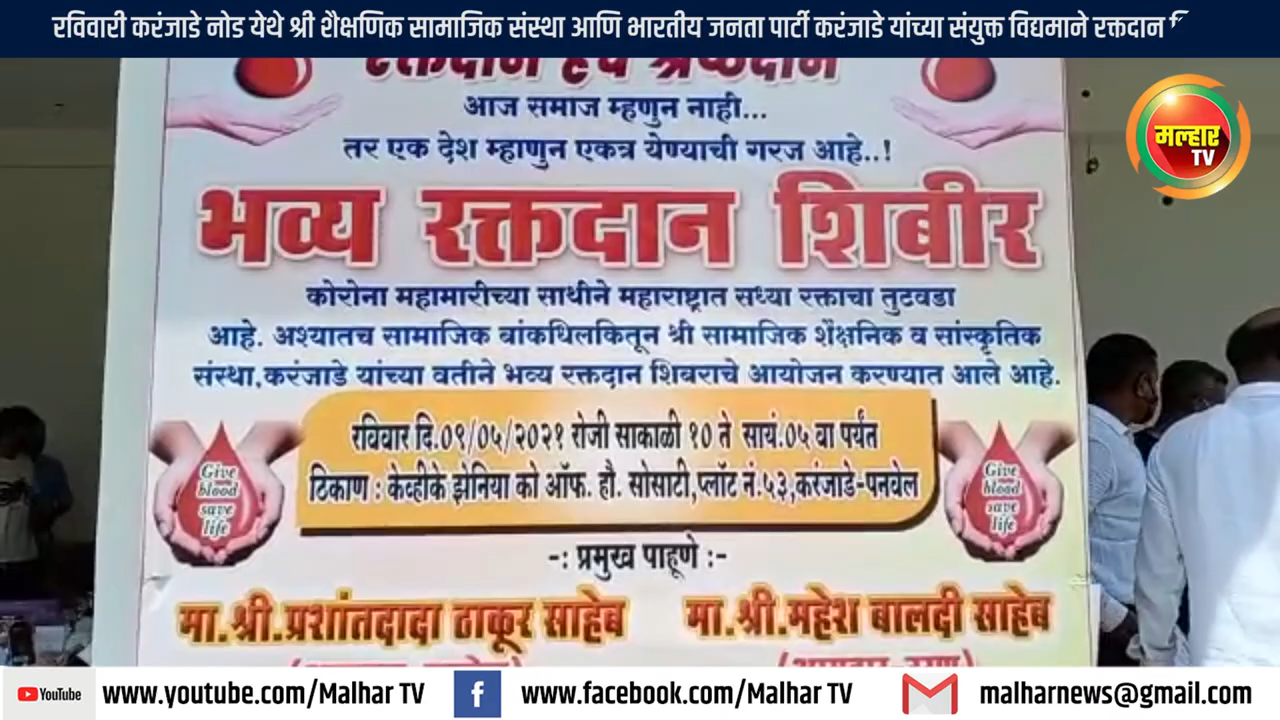 रविवारी करंजाडे नोड येथे श्री शैक्षणिक सामाजिक संस्था आणि भारतीय जनता पार्टी करंजाडे यांच्या संयुक्त विद्यमाने रक्तदान
रक्तदान हेच श्रेष्ठदान
आज समाज म्हणुन नाही...
तर एक देश म्हाणुन एकत्र येण्याची गरज आहे..!
मल्हार
TV
भव्य रक्तदान शिबीर
कोरोना महामारीच्या साथीने महाराष्ट्रात सध्या रक्ताचा तुटवडा
आहे. अश्यातच सामाजिक बांकधिलकितून श्री सामाजिक शैक्षनिक व सांस्कृतिक
संस्था,करंजाडे यांच्या वतीने भव्य रक्तदान शिबराचे आयोजन करण्यात आले आहे.
रविवार दि.०९/०५/२०२१ रोजी साकाळी १० ते सायं.०५ वा पर्यंत
ठिकाण : केव्हीके झेनिया को ऑफ. हौ. सोसाटी,प्लॉट नं.५३,करंजाडे-पनवेल
Give
blood
save
life
Give
blood
save
life
-: प्रमुख पाहूणे :-
मा.श्री.प्रशांतदादा ठाकूर साहेब मा.श्री.महेश बालदी साहेब
YouTube www.youtube.com/Malhar TV f www.facebook.com/Malhar TV malharnews@gmail.com